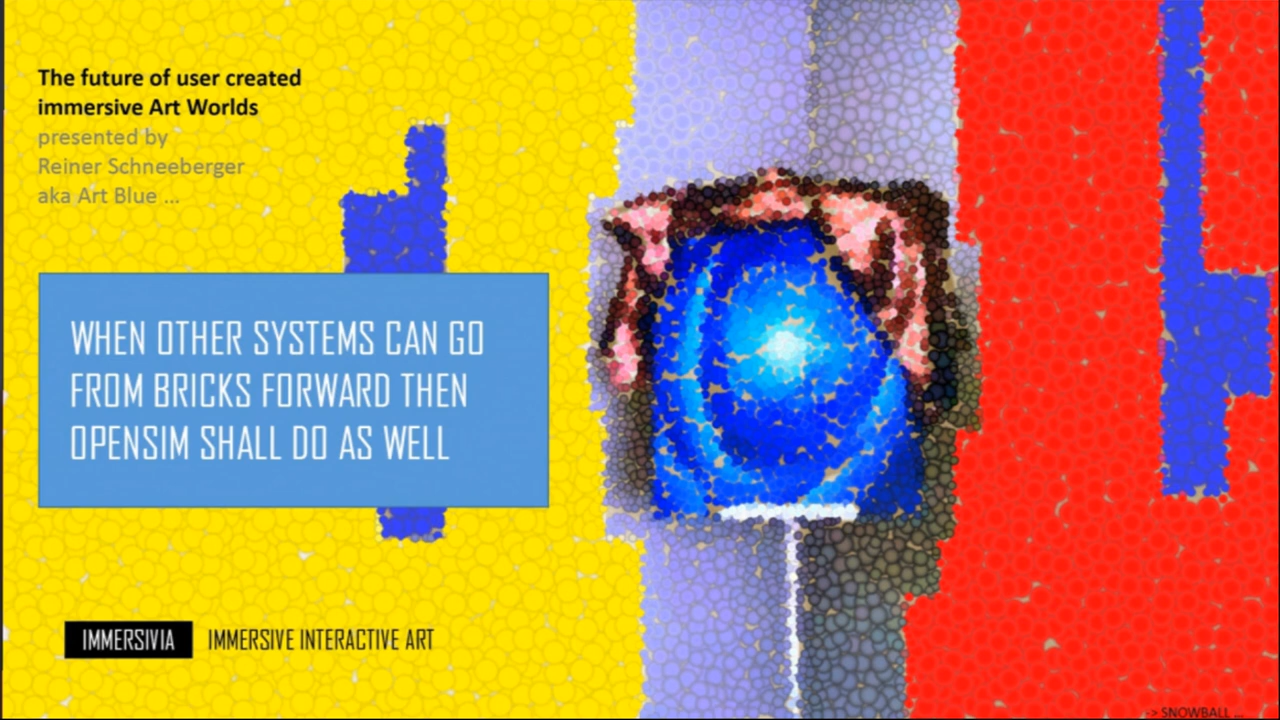 The future of user created
immersive Art Worlds
presented by
Reiner Schneeberger
aka Art Blue ...
WHEN OTHER SYSTEMS CAN GO
FROM BRICKS FORWARD THEN
OPENSIM SHALL DO AS WELL
IMMERSIVIA IMMERSIVE INTERACTIVE ART
-> SNOWBALL ...